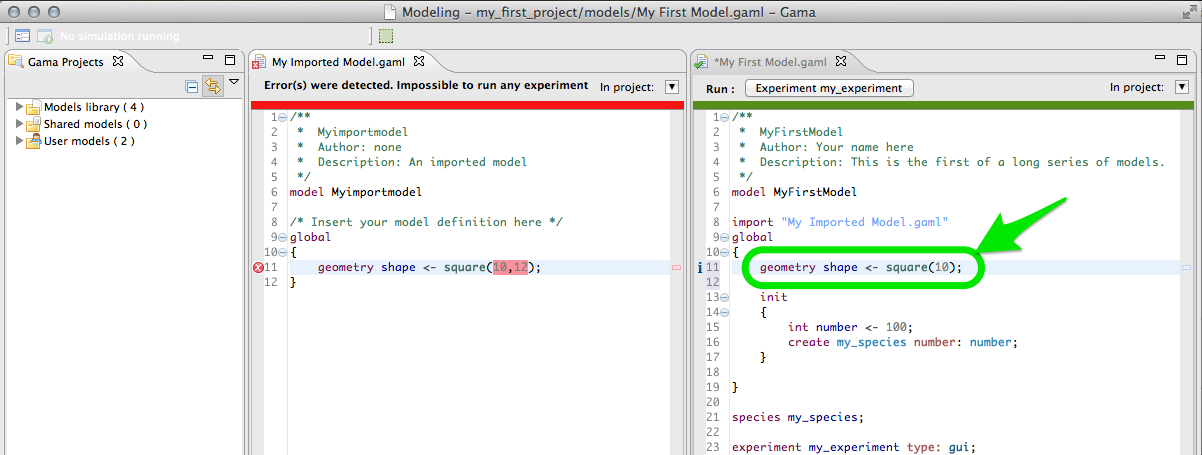 Modeling – my_first_project/models/My First Model.gaml – Gama
No simulation running
Gama Projects
Models library ( 4 )
Shared models ( 0 )
User models ( 2 )
My Imported Model.gaml
Error(s) were detected. Impossible to run any experiment In project:
1 /**
2 * Myimportmodel
3 * Author: none
4 * Description: An imported model
5 */
6 model Myimportmodel
7
8 /* Insert your model definition here */
9 global
10 {
11 geometry shape <- square(10,12);
12 }
*My First Model.gaml
Run : Experiment my_experiment In project:
1 /**
2 * MyFirstModel
3 * Author: Your name here
4 * Description: This is the first of a long series of models.
5 */
6 model MyFirstModel
7
8 import "My Imported Model.gaml"
9 global
10 {
11 geometry shape <- square(10);
12
13 init
14 {
15 int number <- 100;
16 create my_species number: number;
17 }
18
19 }
20
21 species my_species;
22
23 experiment my_experiment type: gui;